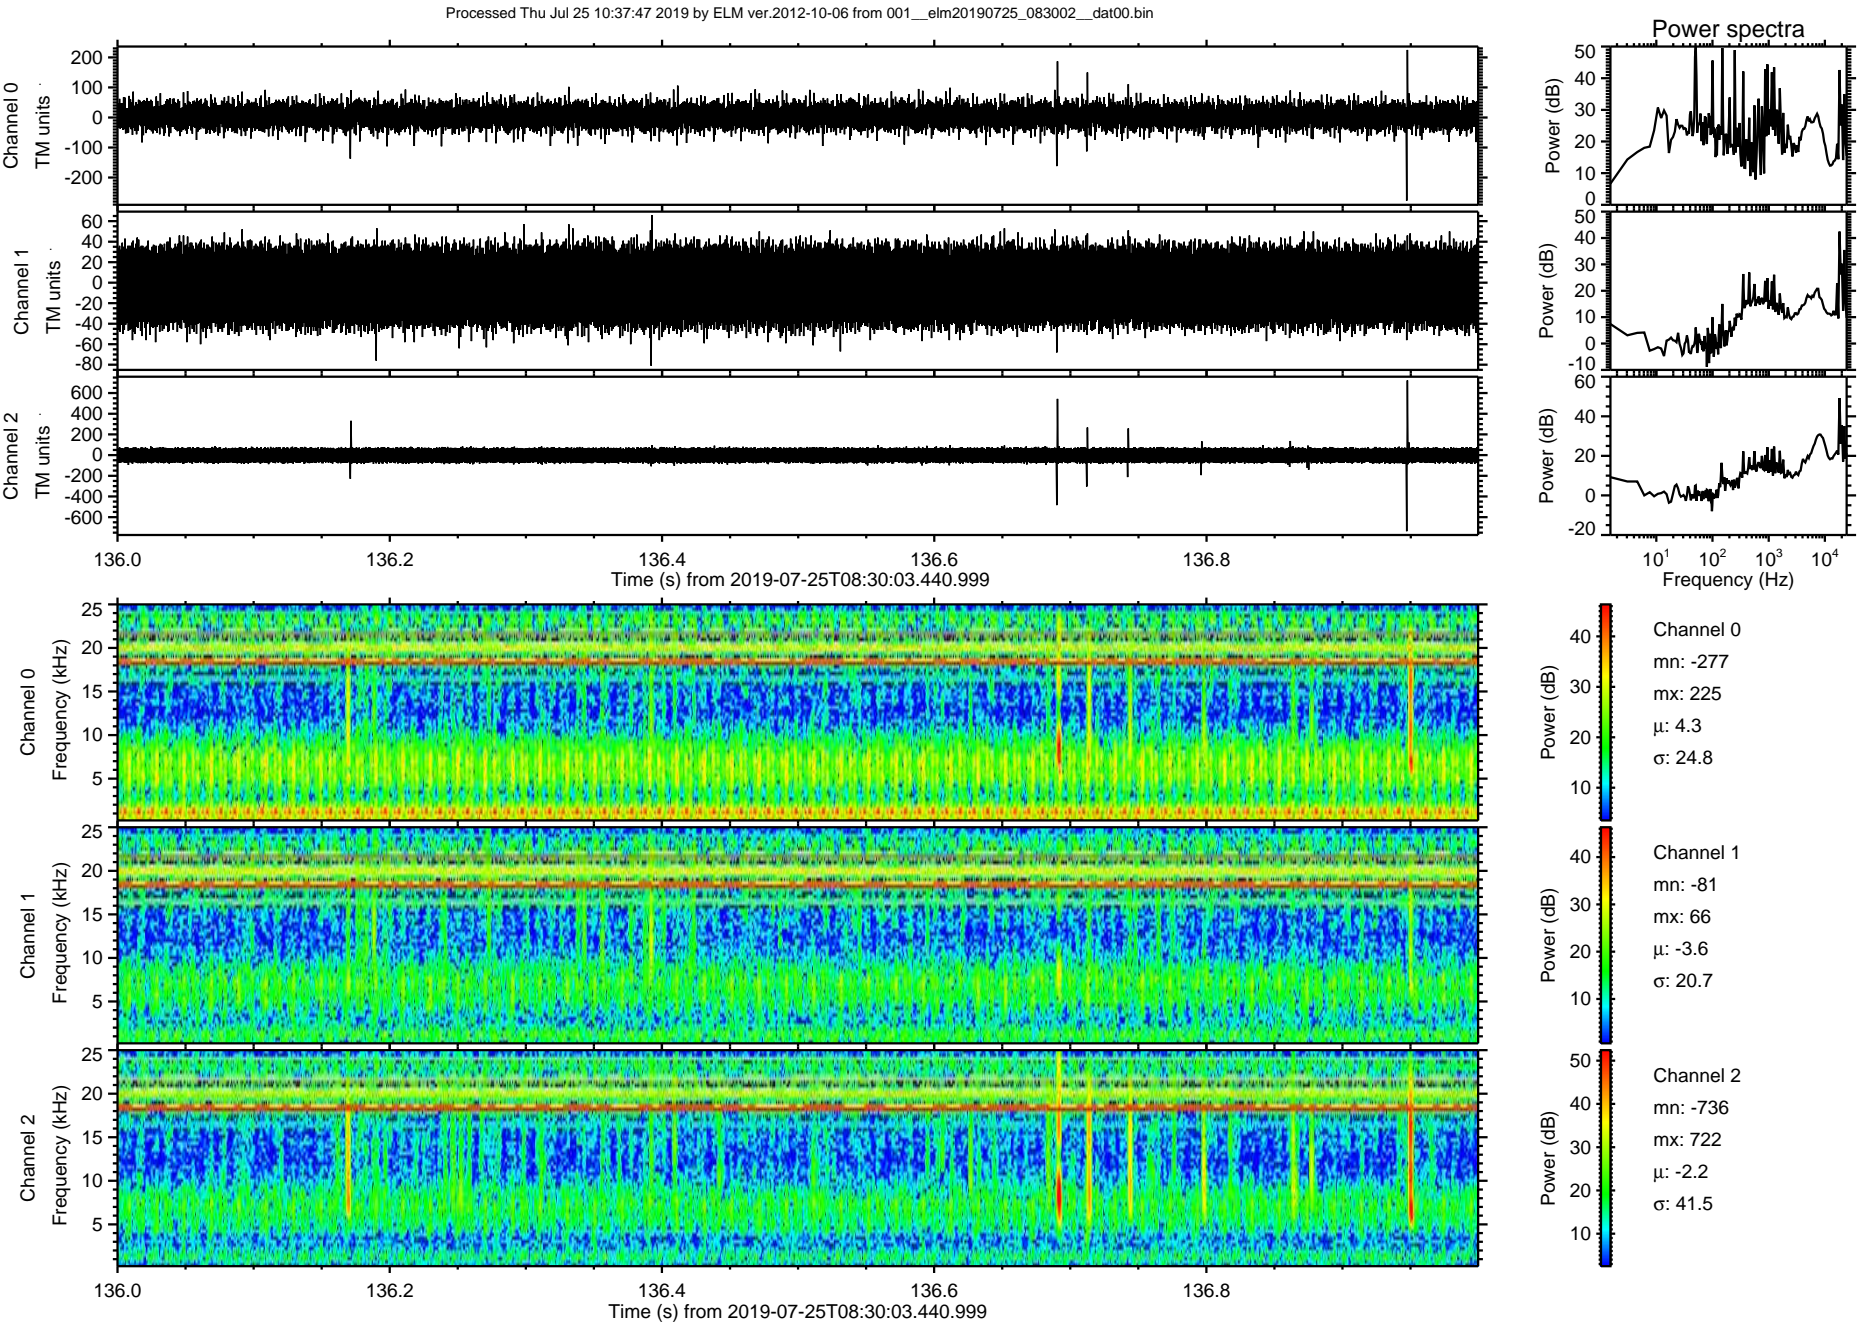 Processed Thu Jul 25 10:37:47 2019 by ELM ver.2012-10-06 from 001__elm20190725_083002__dat00.bin
Power spectra
Channel 0
TM units
200
100
0
-100
-200
Power (dB)
50
40
30
20
10
0
Channel 1
TM units
60
40
20
0
-20
-40
-60
-80
Power (dB)
50
40
30
20
10
0
-10
Channel 2
TM units
600
400
200
0
-200
-400
-600
Power (dB)
60
40
20
0
-20
136.0 136.2 136.4 136.6 136.8
Time (s) from 2019-07-25T08:30:03.440.999
10¹ 10² 10³ 10⁴
Frequency (Hz)
Channel 0
Frequency (kHz)
25
20
15
10
5
Power (dB)
40
30
20
10
Channel 0
mn: -277
mx: 225
μ: 4.3
σ: 24.8
Channel 1
Frequency (kHz)
25
20
15
10
5
Power (dB)
40
30
20
10
Channel 1
mn: -81
mx: 66
μ: -3.6
σ: 20.7
Channel 2
Frequency (kHz)
25
20
15
10
5
Power (dB)
50
40
30
20
10
Channel 2
mn: -736
mx: 722
μ: -2.2
σ: 41.5
136.0 136.2 136.4 136.6 136.8
Time (s) from 2019-07-25T08:30:03.440.999